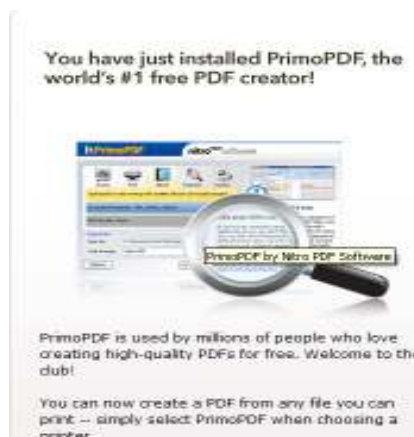 You have just installed PrimoPDF, the
world's #1 free PDF creator!
PrimoPDF
nitro
PrimoPDF by Nitro PDF Software
PrimoPDF is used by millions of people who love
creating high-quality PDFs for free. Welcome to the
club!
You can now create a PDF from any file you can
print -- simply select PrimoPDF when choosing a
printer